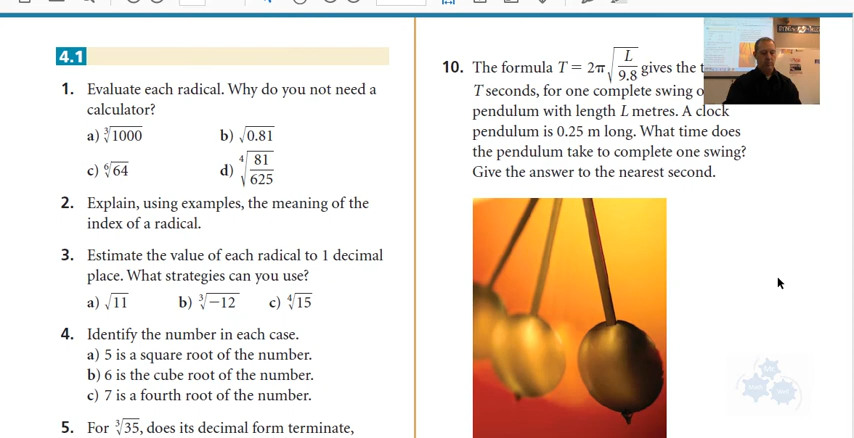 4.1
1. Evaluate each radical. Why do you not need a
calculator?
a) ∛1000 b) √0.81
c) ⁶√64 d) ⁴√(81/625)
2. Explain, using examples, the meaning of the
index of a radical.
3. Estimate the value of each radical to 1 decimal
place. What strategies can you use?
a) √11 b) ∛−12 c) ⁴√15
4. Identify the number in each case.
a) 5 is a square root of the number.
b) 6 is the cube root of the number.
c) 7 is a fourth root of the number.
5. For ∛35, does its decimal form terminate,
10. The formula T = 2π√(L/9.8) gives the
T seconds, for one complete swing
pendulum with length L metres. A clock
pendulum is 0.25 m long. What time does
the pendulum take to complete one swing?
Give the answer to the nearest second.